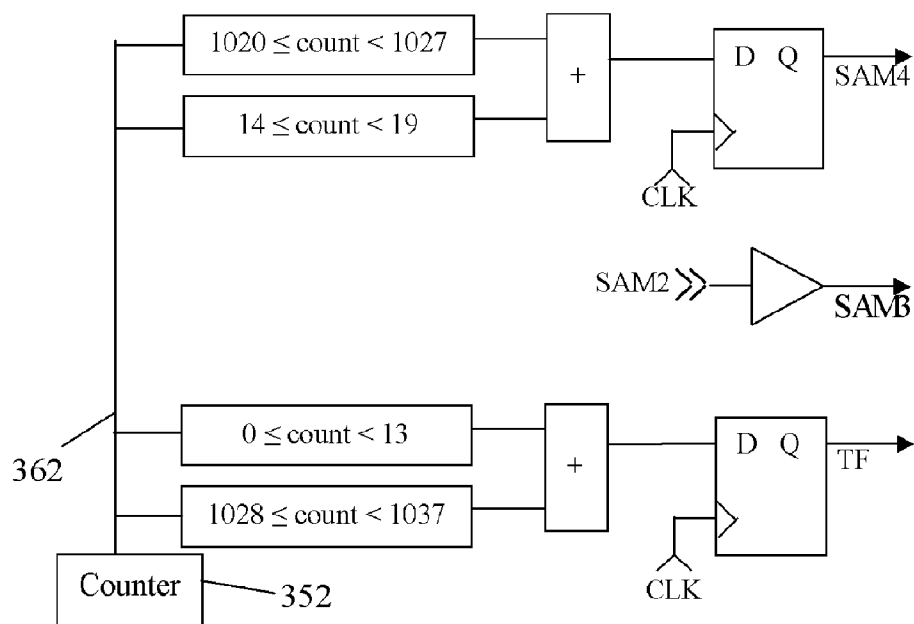 1020 ≤ count < 1027
+
D Q
SAM4
14 ≤ count < 19
CLK
SAM2
SAM3
0 ≤ count < 13
+
D Q
TF
362
1028 ≤ count < 1037
CLK
Counter
352